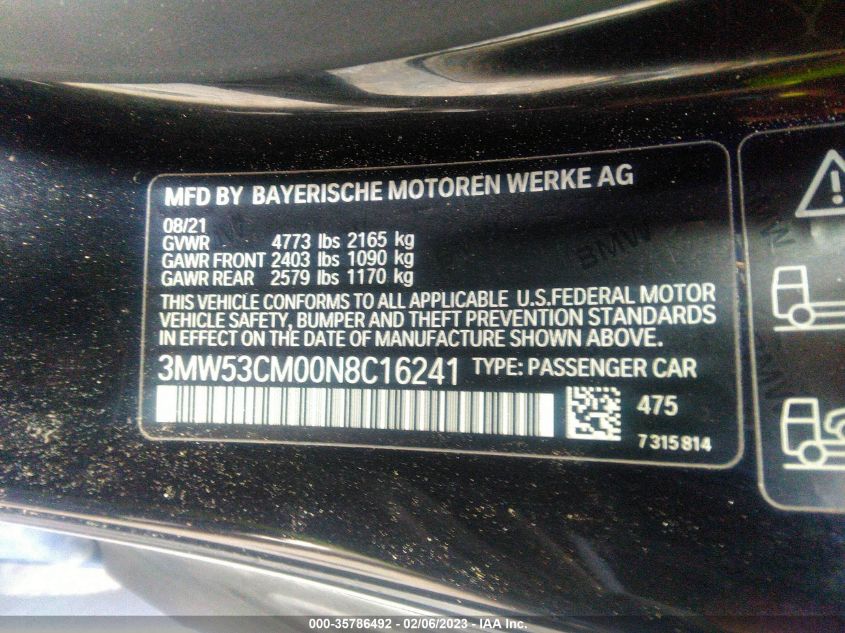 MFD BY BAYERISCHE MOTOREN WERKE AG
08/21
GVWR 4773 lbs 2165 kg
GAWR FRONT 2403 lbs 1090 kg
GAWR REAR 2579 lbs 1170 kg
THIS VEHICLE CONFORMS TO ALL APPLICABLE U.S.FEDERAL MOTOR
VEHICLE SAFETY, BUMPER AND THEFT PREVENTION STANDARDS
IN EFFECT ON THE DATE OF MANUFACTURE SHOWN ABOVE.
3MW53CM00N8C16241 TYPE: PASSENGER CAR
475
7315814
BMW
000-35786492 - 02/06/2023 - IAA Inc.